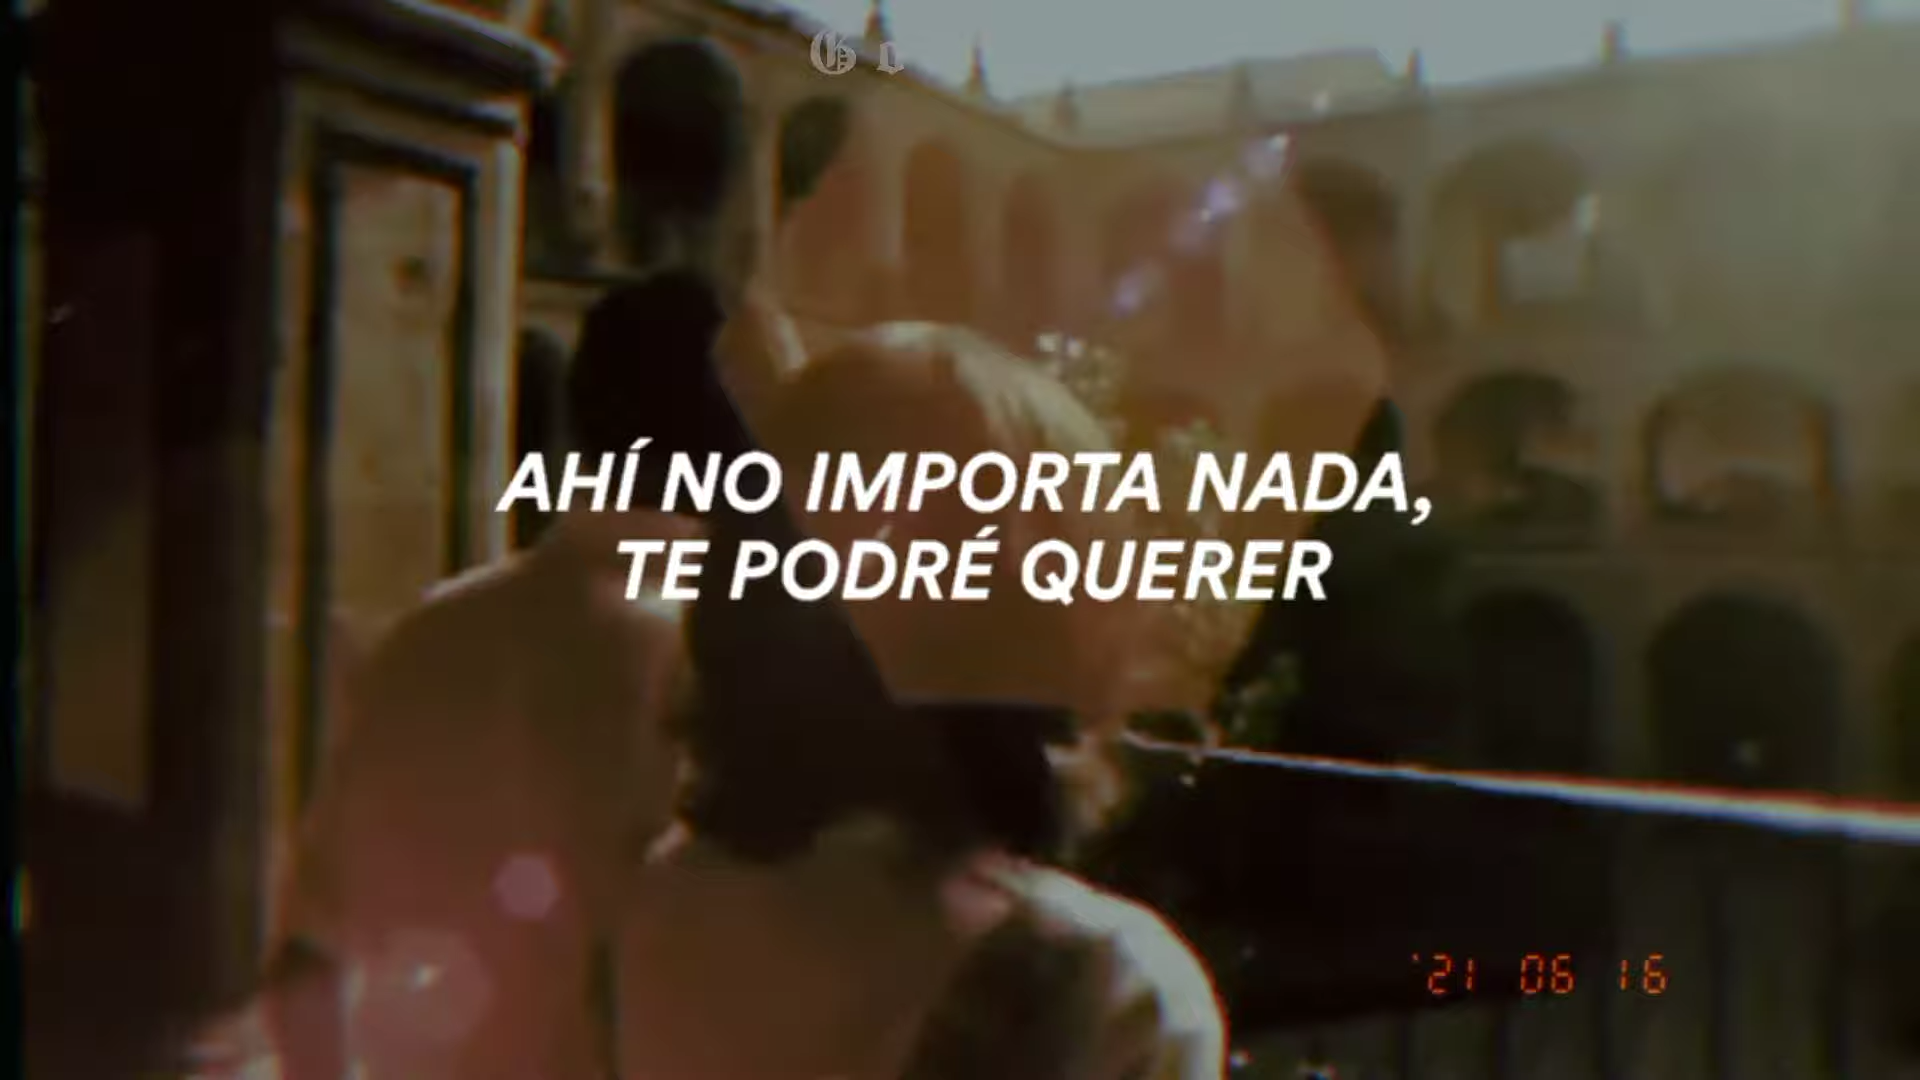 G o
AHÍ NO IMPORTA NADA,
TE PODRÉ QUERER
'21 06 16